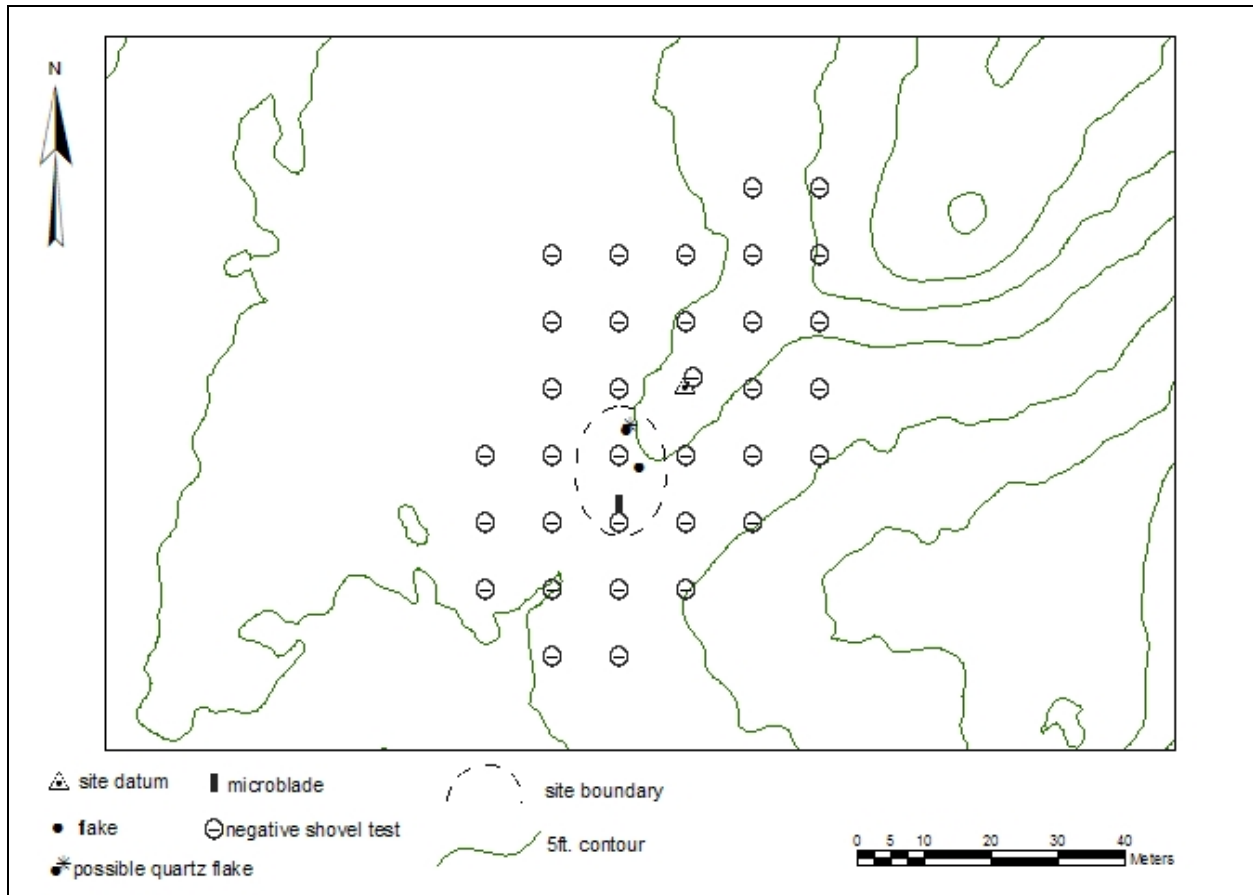 N
site datum
microblade
site boundary
flake
negative shovel test
5ft. contour
possible quartz flake
0 5 10 20 30 40
Meters